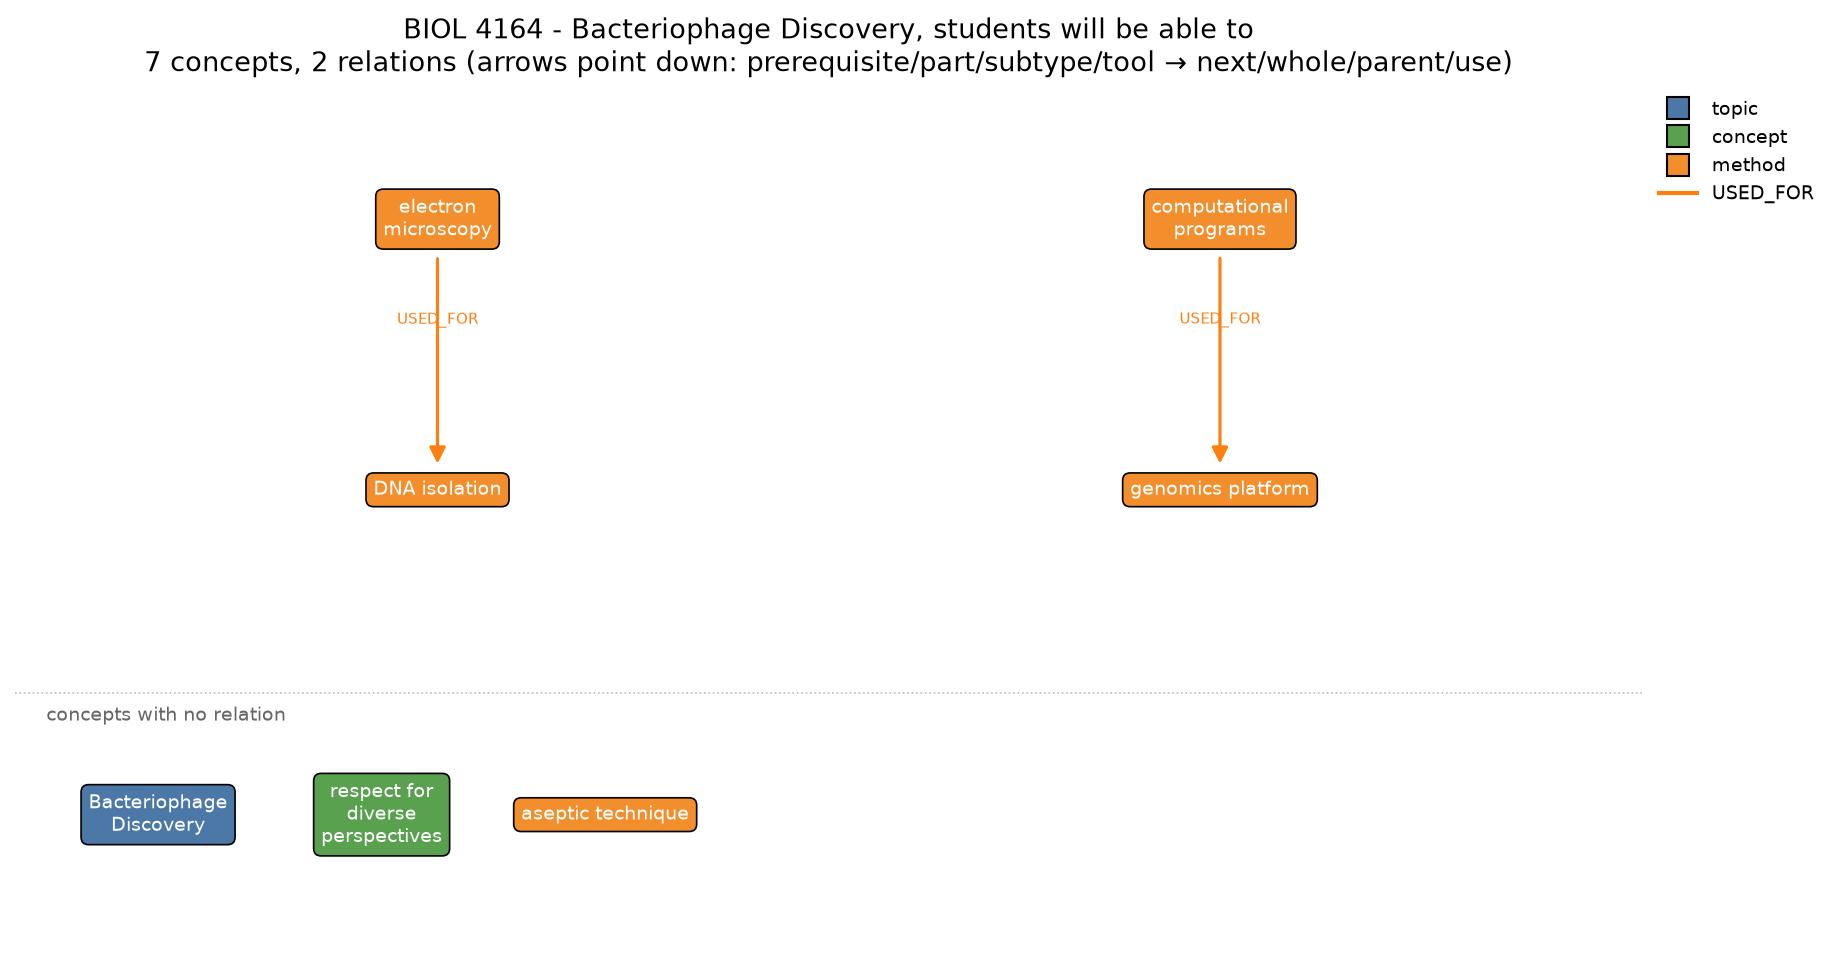 BIOL 4164 - Bacteriophage Discovery, students will be able to
7 concepts, 2 relations (arrows point down: prerequisite/part/subtype/tool → next/whole/parent/use)
topic
concept
method
USED_FOR
electron
microscopy
computational
programs
USED_FOR
USED_FOR
DNA isolation
genomics platform
concepts with no relation
Bacteriophage
Discovery
respect for
diverse
perspectives
aseptic technique